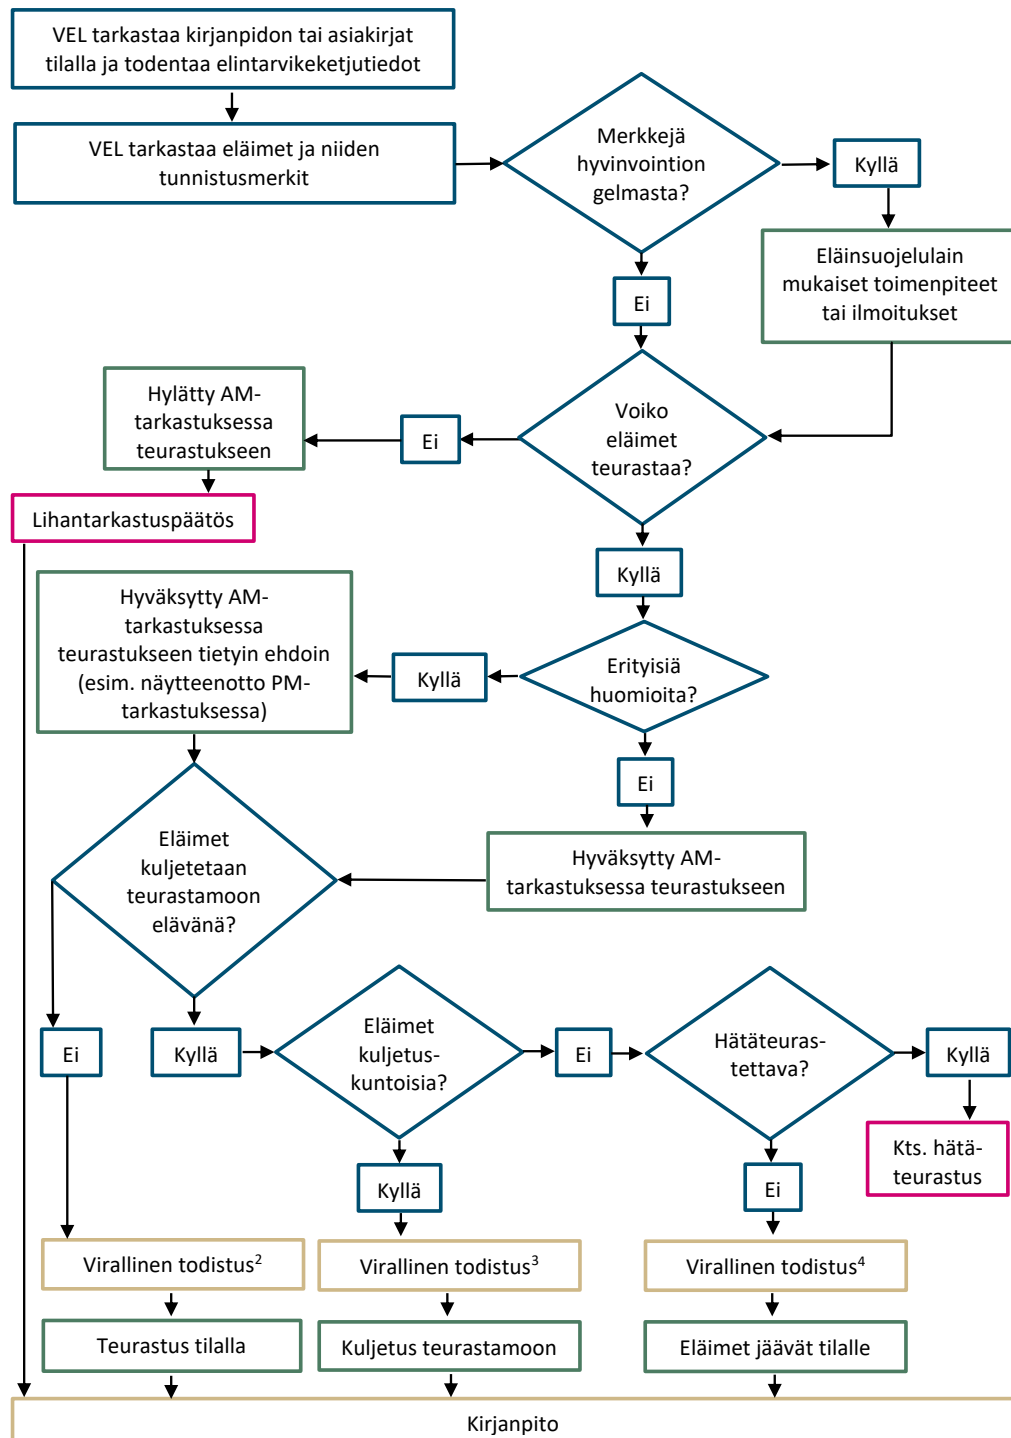 VEL tarkastaa kirjanpidon tai asiakirjat
tilalla ja todentaa elintarvikeketjutiedot
VEL tarkastaa eläimet ja niiden
tunnistusmerkit
Merkkejä
hyvinvointion
gelmasta?
Kyllä
Eläinsuojelulain
mukaiset toimenpiteet
tai ilmoitukset
Ei
Voiko
eläimet
teurastaa?
Ei
Hylätty AM-
tarkastuksessa
teurastukseen
Lihantarkastuspäätös
Kyllä
Erityisiä
huomioita?
Kyllä
Hyväksytty AM-
tarkastuksessa
teurastukseen tietyin ehdoin
(esim. näytteenotto PM-
tarkastuksessa)
Ei
Hyväksytty AM-
tarkastuksessa teurastukseen
Eläimet
kuljetetaan
teurastamoon
elävänä?
Ei
Kyllä
Eläimet
kuljetus-
kuntoisia?
Ei
Hätäteuras-
tettava?
Kyllä
Kts. hätä-
teurastus
Kyllä
Ei
Virallinen todistus²
Virallinen todistus³
Virallinen todistus⁴
Teurastus tilalla
Kuljetus teurastamoon
Eläimet jäävät tilalle
Kirjanpito